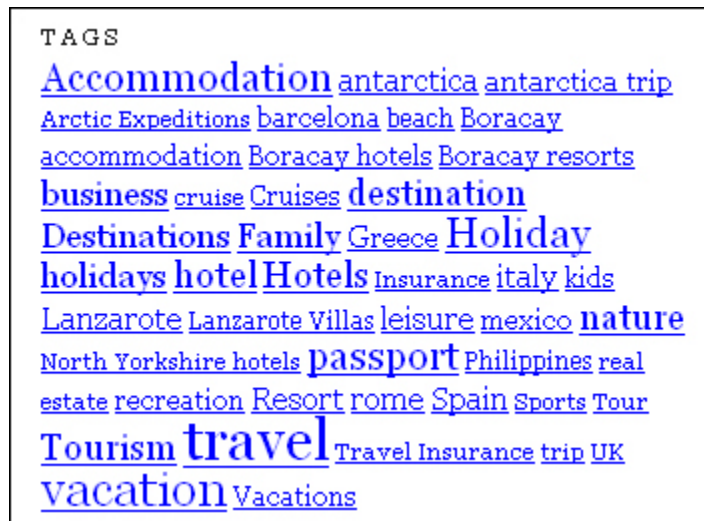 TAGS
Accommodation antarctica antarctica trip
Arctic Expeditions barcelona beach Boracay
accommodation Boracay hotels Boracay resorts
business cruise Cruises destination
Destinations Family Greece Holiday
holidays hotel Hotels Insurance italy kids
Lanzarote Lanzarote Villas leisure mexico nature
North Yorkshire hotels passport Philippines real
estate recreation Resort rome Spain Sports Tour
Tourism travel Travel Insurance trip UK
vacation Vacations